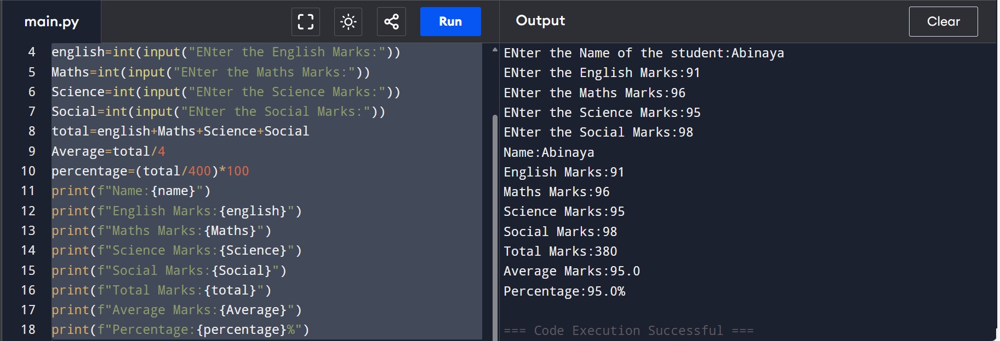 main.py
Run
Output
Clear
4 english=int(input("ENter the English Marks:"))
5 Maths=int(input("ENter the Maths Marks:"))
6 Science=int(input("ENter the Science Marks:"))
7 Social=int(input("ENter the Social Marks:"))
8 total=english+Maths+Science+Social
9 Average=total/4
10 percentage=(total/400)*100
11 print(f"Name:{name}")
12 print(f"English Marks:{english}")
13 print(f"Maths Marks:{Maths}")
14 print(f"Science Marks:{Science}")
15 print(f"Social Marks:{Social}")
16 print(f"Total Marks:{total}")
17 print(f"Average Marks:{Average}")
18 print(f"Percentage:{percentage}%")
ENter the Name of the student:Abinaya
ENter the English Marks:91
ENter the Maths Marks:96
ENter the Science Marks:95
ENter the Social Marks:98
Name:Abinaya
English Marks:91
Maths Marks:96
Science Marks:95
Social Marks:98
Total Marks:380
Average Marks:95.0
Percentage:95.0%
=== Code Execution Successful ===